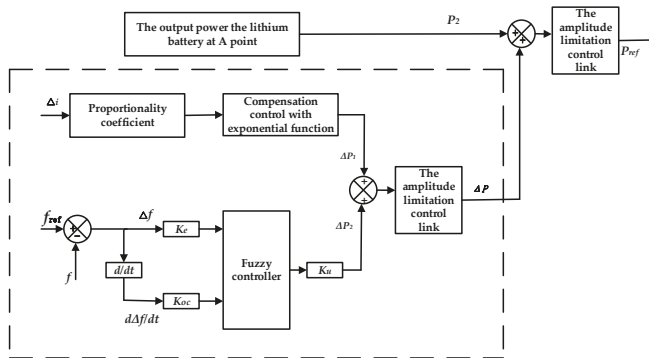 The output power the lithium
battery at A point
P₂
+
+
The
amplitude
limitation
control
link
P_ref
Δi
Proportionality
coefficient
Compensation
control with
exponential function
ΔP₁
+
+
The
amplitude
limitation
control
link
ΔP
f_ref
+
−
f
Δf
Ke
d/dt
dΔf/dt
Koc
Fuzzy
controller
Ku
ΔP₂